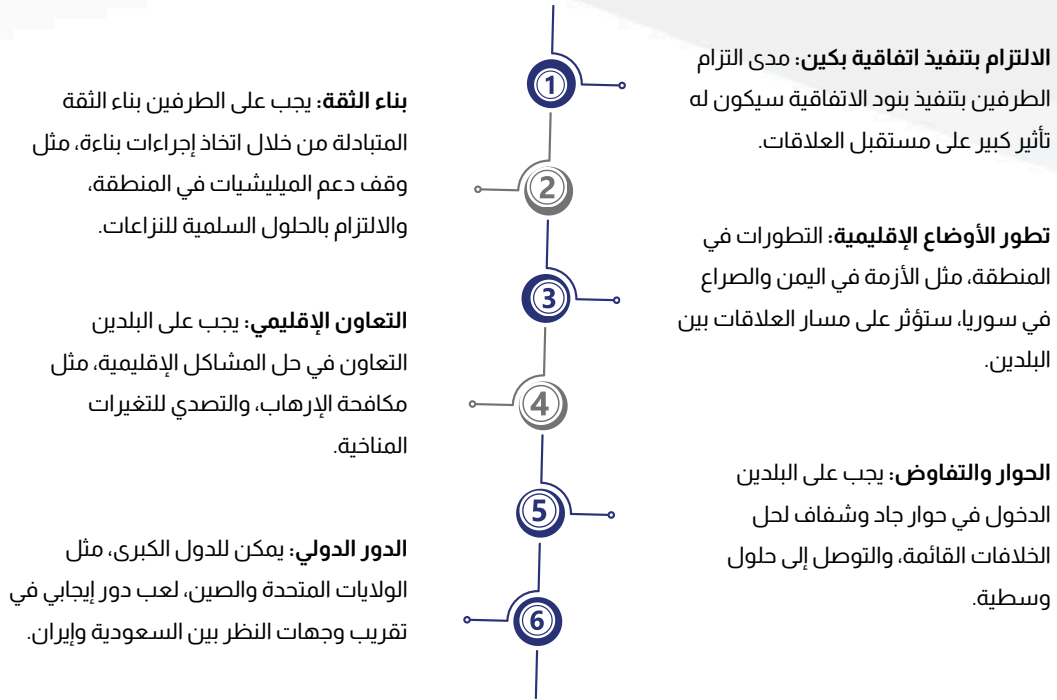 1
الالتزام بتنفيذ اتفاقية بكين: مدى التزام
الطرفين بتنفيذ بنود الاتفاقية سيكون له
تأثير كبير على مستقبل العلاقات.
2
بناء الثقة: يجب على الطرفين بناء الثقة
المتبادلة من خلال اتخاذ إجراءات بناءة، مثل
وقف دعم الميليشيات في المنطقة،
والالتزام بالحلول السلمية للنزاعات.
3
تطور الأوضاع الإقليمية: التطورات في
المنطقة، مثل الأزمة في اليمن والصراع
في سوريا، ستؤثر على مسار العلاقات بين
البلدين.
4
التعاون الإقليمي: يجب على البلدين
التعاون في حل المشاكل الإقليمية، مثل
مكافحة الإرهاب، والتصدي للتغيرات
المناخية.
5
الحوار والتفاوض: يجب على البلدين
الدخول في حوار جاد وشفاف لحل
الخلافات القائمة، والتوصل إلى حلول
وسطية.
6
الدور الدولي: يمكن للدول الكبرى، مثل
الولايات المتحدة والصين، لعب دور إيجابي في
تقريب وجهات النظر بين السعودية وإيران.